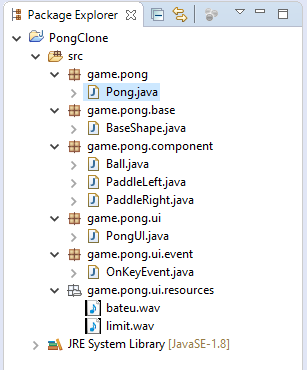 Package Explorer
PongClone
src
game.pong
Pong.java
game.pong.base
BaseShape.java
game.pong.component
Ball.java
PaddleLeft.java
PaddleRight.java
game.pong.ui
PongUI.java
game.pong.ui.event
OnKeyEvent.java
game.pong.ui.resources
bateu.wav
limit.wav
JRE System Library [JavaSE-1.8]